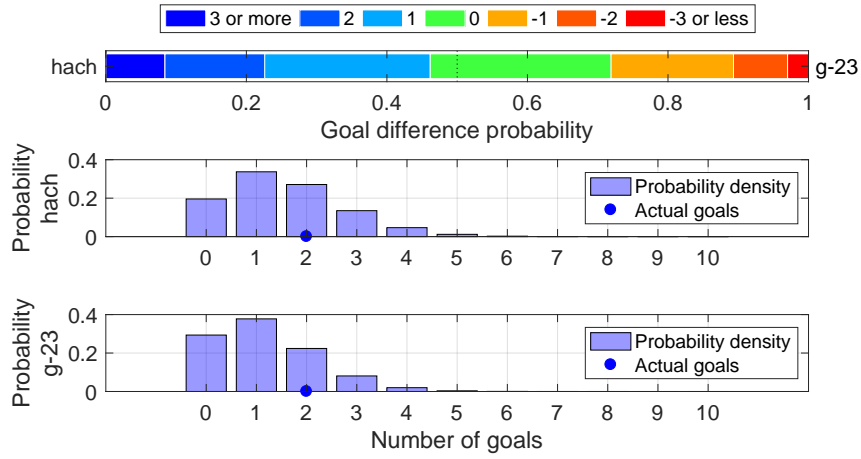 3 or more 2 1 0 -1 -2 -3 or less
hach g-23
0 0.2 0.4 0.6 0.8 1
Goal difference probability
Probability
hach
0.4
0.2
0
Probability density
Actual goals
0 1 2 3 4 5 6 7 8 9 10
Probability
g-23
0.4
0.2
0
Probability density
Actual goals
0 1 2 3 4 5 6 7 8 9 10
Number of goals